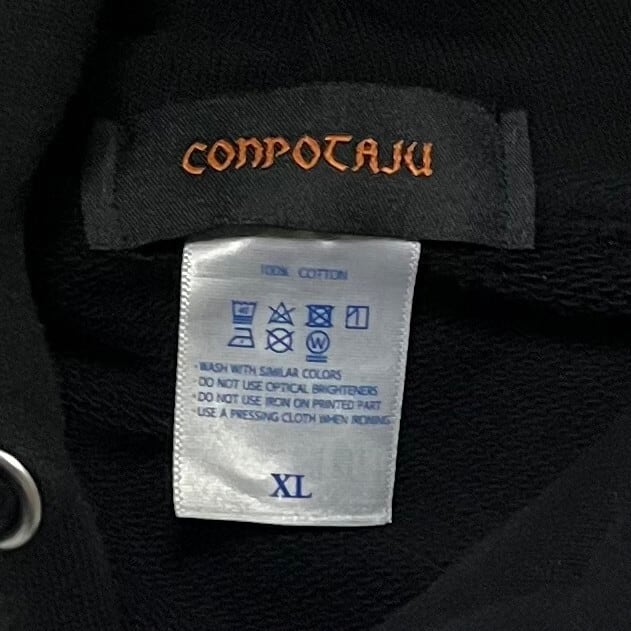 CONPOTAJU
100% COTTON
40
W
· WASH WITH SIMILAR COLORS
DO NOT USE OPTICAL BRIGHTENERS
· DO NOT USE IRON ON PRINTED PART
· USE A PRESSING CLOTH WHEN IRONING
XL